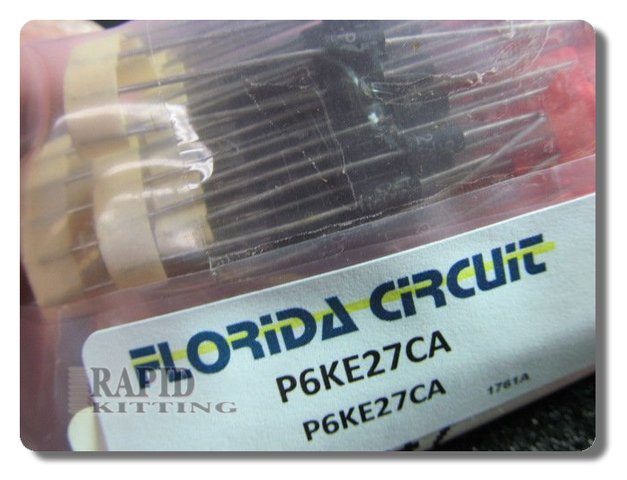 FLORIDA CIRCUIT
P6KE27CA
P6KE27CA 1761A
RAPID
KITTING